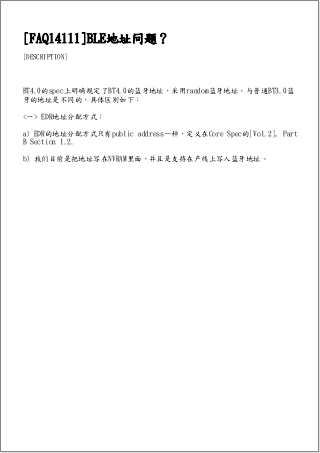 [FAQ14111]BLE地址问题？
[DESCRIPTION]
BT4.0的spec上明确规定了BT4.0的蓝牙地址，采用random蓝牙地址。与普通BT3.0蓝
牙的地址是不同的，具体区别如下：
<一> EDR地址分配方式：
a) EDR的地址分配方式只有public address一种，定义在Core Spec的[Vol.2]. Part
B Section 1.2.
b) 我们目前是把地址写在NVRAM里面，并且是支持在产线上写入蓝牙地址。